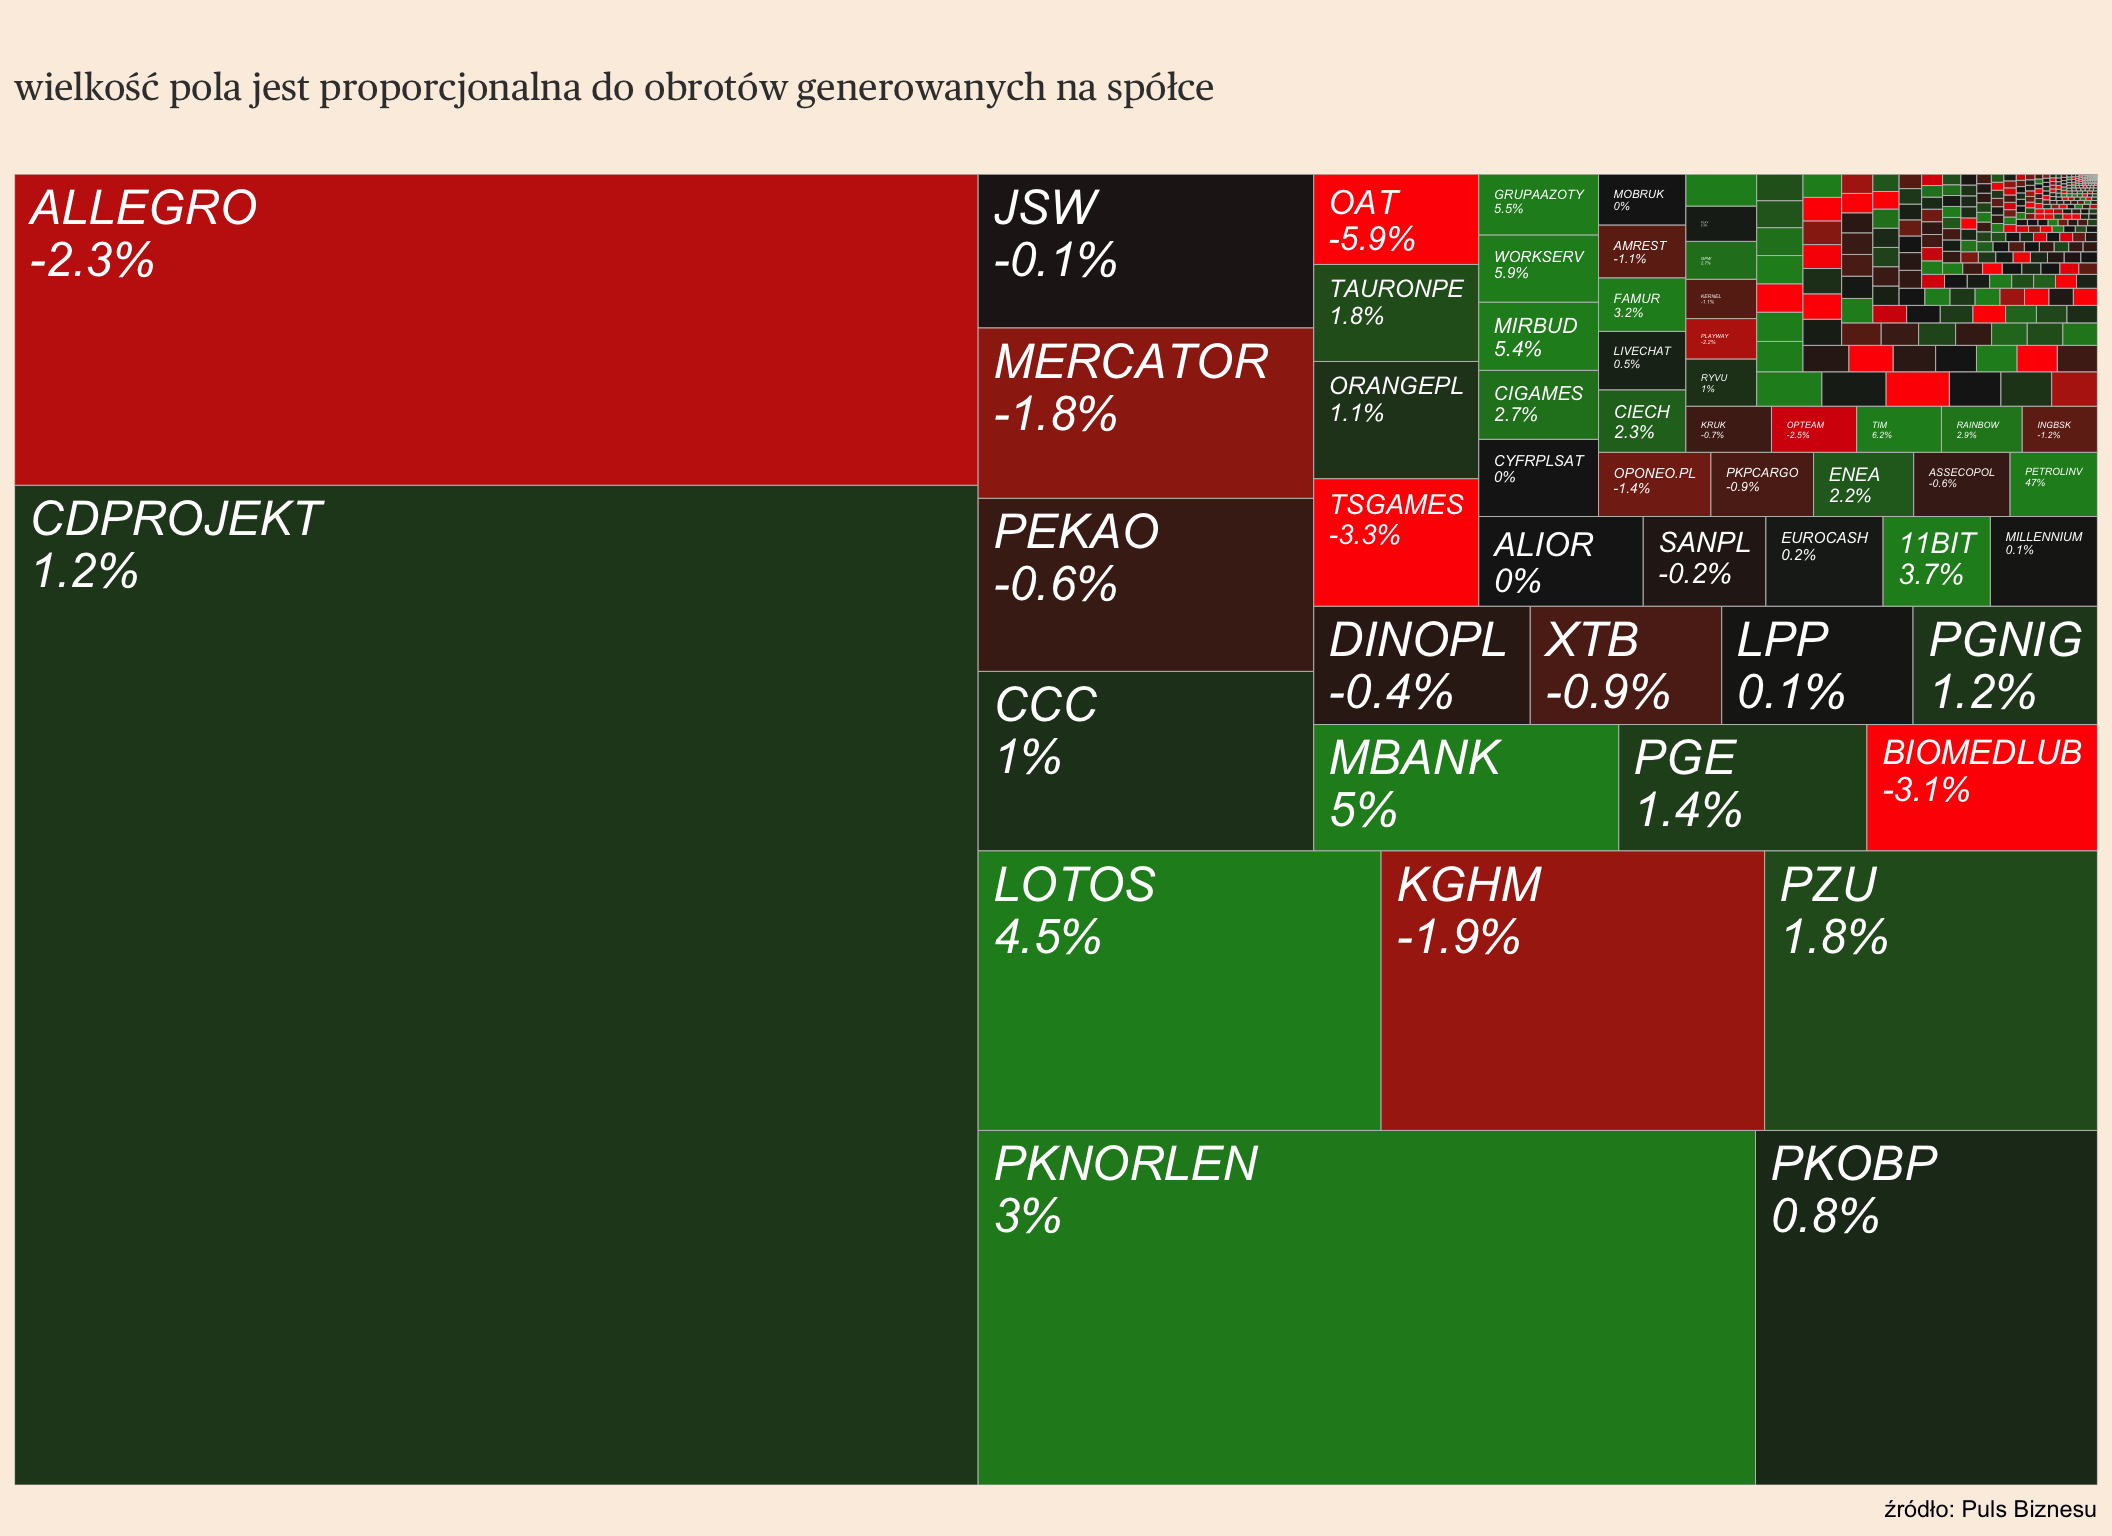 wielkość pola jest proporcjonalna do obrotów generowanych na spółce
ALLEGRO
-2.3%
CDPROJEKT
1.2%
JSW
-0.1%
MERCATOR
-1.8%
PEKAO
-0.6%
CCC
1%
LOTOS
4.5%
KGHM
-1.9%
PZU
1.8%
PKNORLEN
3%
PKOBP
0.8%
OAT
-5.9%
TAURONPE
1.8%
ORANGEPL
1.1%
TSGAMES
-3.3%
DINOPL
-0.4%
XTB
-0.9%
LPP
0.1%
PGNIG
1.2%
MBANK
5%
PGE
1.4%
BIOMEDLUB
-3.1%
GRUPAAZOTY
5.5%
WORKSERV
5.9%
MIRBUD
5.4%
CIGAMES
2.7%
CYFRPLSAT
0%
ALIOR
0%
SANPL
-0.2%
EUROCASH
0.2%
11BIT
3.7%
MILLENNIUM
0.1%
MOBRUK
0%
AMREST
-1.1%
FAMUR
3.2%
LIVECHAT
0.5%
CIECH
2.3%
OPONEO.PL
-1.4%
PKPCARGO
-0.9%
ENEA
2.2%
ASSECOPOL
-0.6%
PETROLINV
47%
KERNEL
-1.1%
PLAYWAY
-2.2%
RYVU
1%
KRUK
-0.7%
OPTEAM
-2.5%
TIM
6.2%
RAINBOW
2.9%
INGBSK
-1.2%
źródło: Puls Biznesu